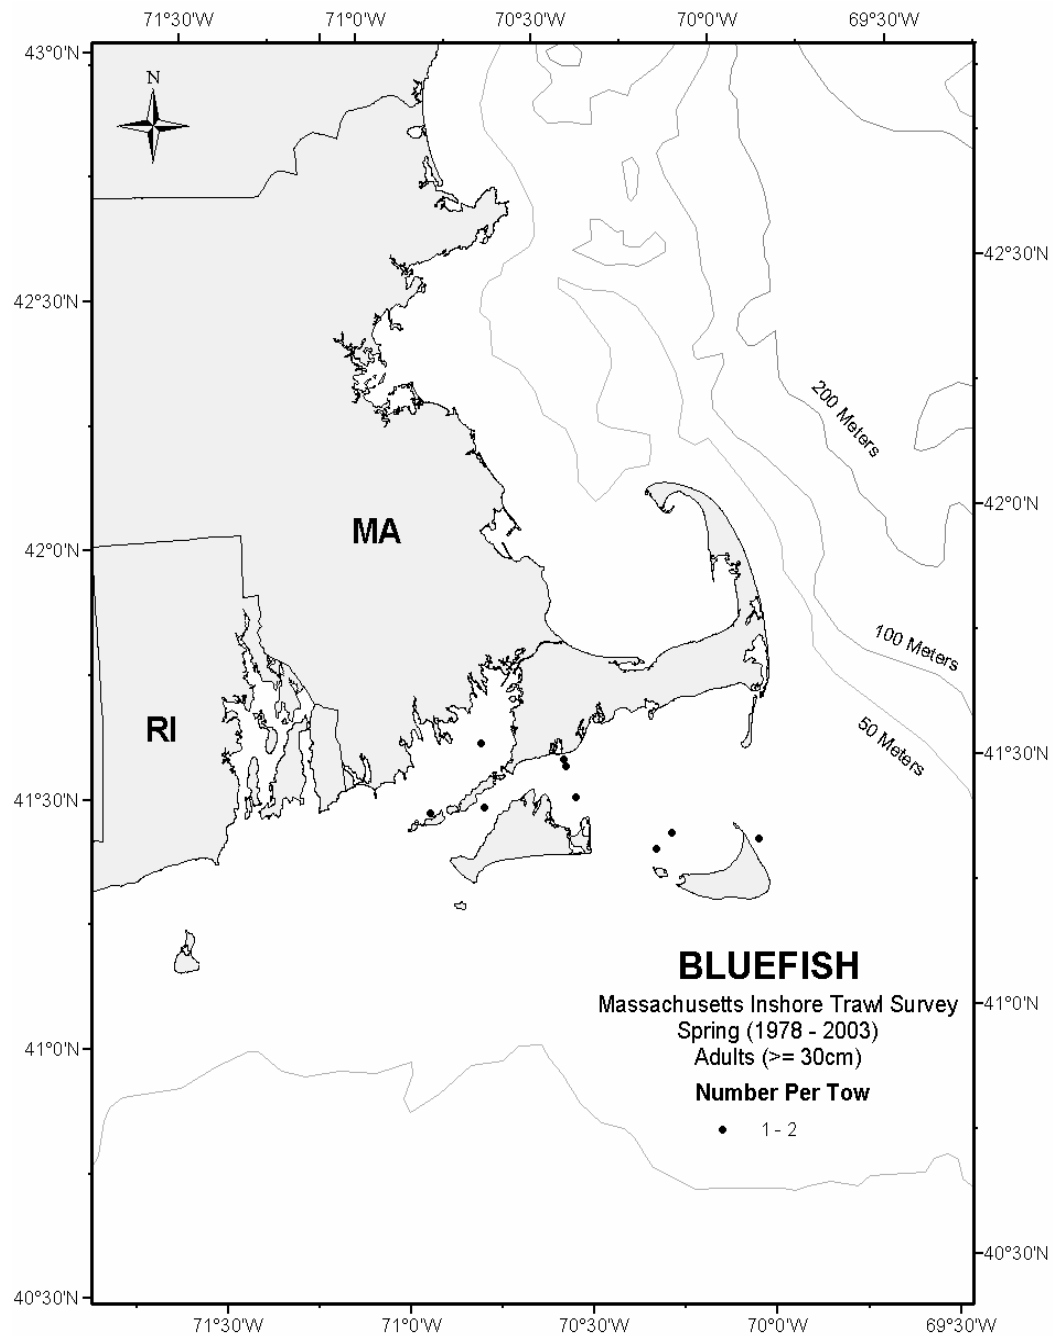 71°30'W 71°0'W 70°30'W 70°0'W 69°30'W
43°0'N
N
42°30'N
42°30'N
200 Meters
42°0'N
MA
42°0'N
100 Meters
RI
50 Meters
41°30'N
41°30'N
BLUEFISH
Massachusetts Inshore Trawl Survey
41°0'N
Spring (1978 - 2003)
41°0'N
Adults (>= 30cm)
Number Per Tow
1 - 2
40°30'N
40°30'N
71°30'W 71°0'W 70°30'W 70°0'W 69°30'W